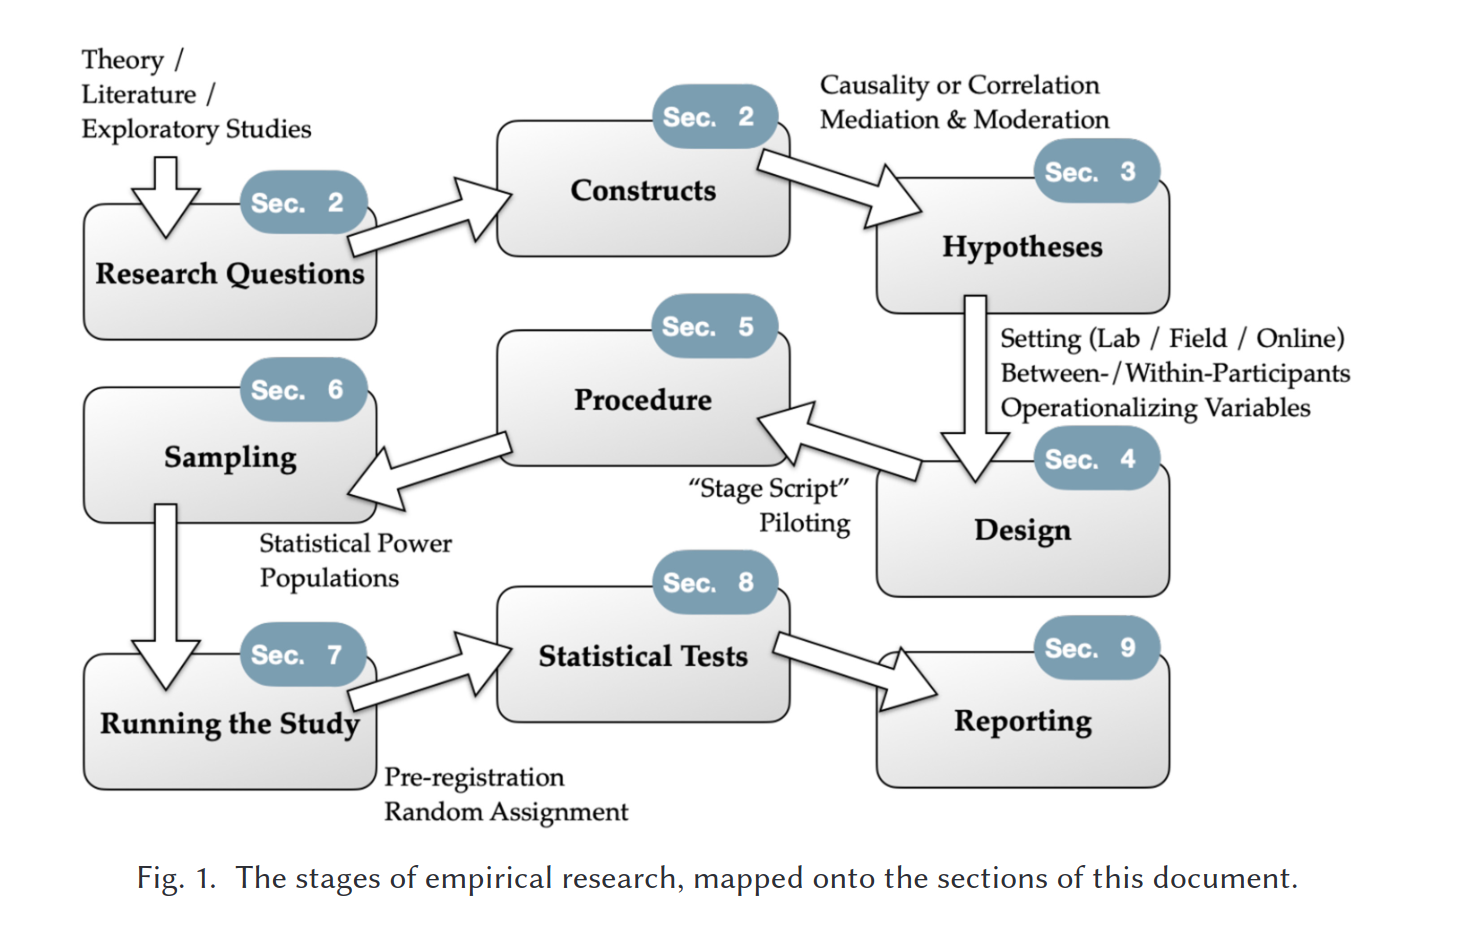 Theory /
Literature /
Exploratory Studies
Sec. 2
Research Questions
Sec. 2
Constructs
Causality or Correlation
Mediation & Moderation
Sec. 3
Hypotheses
Setting (Lab / Field / Online)
Between-/Within-Participants
Operationalizing Variables
Sec. 4
Design
“Stage Script”
Piloting
Sec. 5
Procedure
Sec. 6
Sampling
Statistical Power
Populations
Sec. 7
Running the Study
Pre-registration
Random Assignment
Sec. 8
Statistical Tests
Sec. 9
Reporting
Fig. 1. The stages of empirical research, mapped onto the sections of this document.